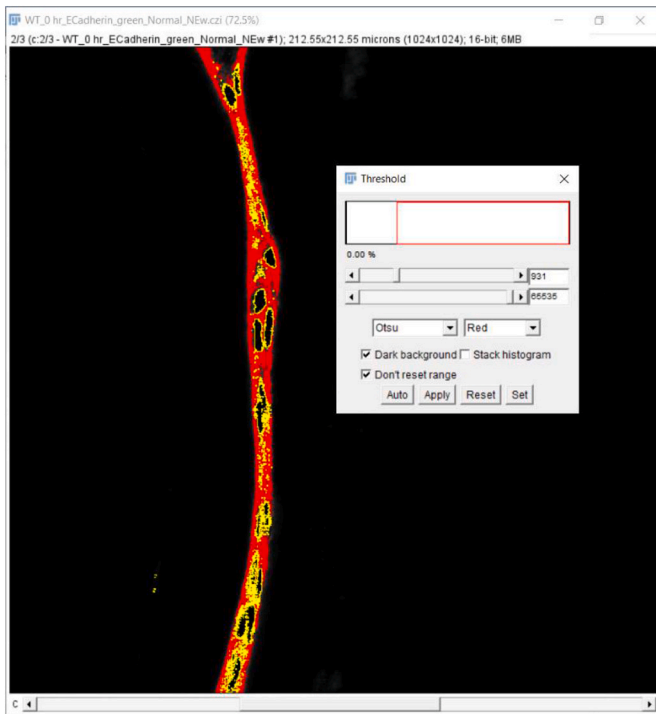 WT_0 hr_ECadherin_green_Normal_NEw.czi (72.5%)
2/3 (c:2/3 - WT_0 hr_ECadherin_green_Normal_NEw #1); 212.55x212.55 microns (1024x1024); 16-bit; 6MB
Threshold
0.00 %
931
65535
Otsu Red
Dark background Stack histogram
Don't reset range
Auto Apply Reset Set
c